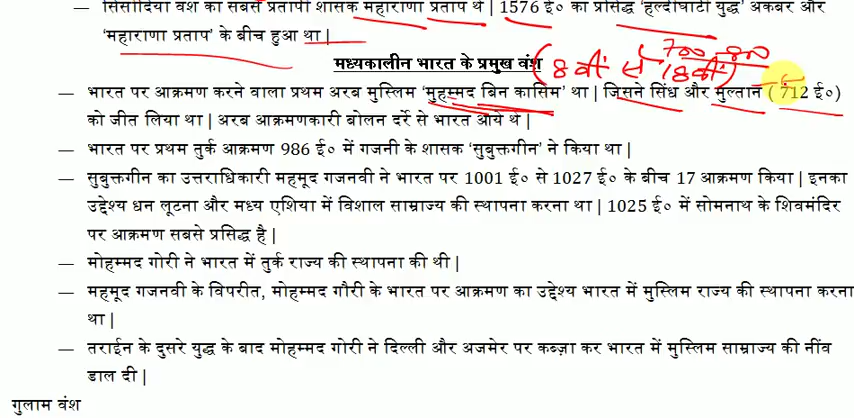 — सिसोदिया वंश का सबसे प्रतापी शासक महाराणा प्रताप थे | 1576 ई० का प्रसिद्ध 'हल्दीघाटी युद्ध' अकबर और
'महाराणा प्रताप' के बीच हुआ था |
700 - 800
मध्यकालीन भारत के प्रमुख वंश (8 वीं से 18वीं)
— भारत पर आक्रमण करने वाला प्रथम अरब मुस्लिम 'मुहम्मद बिन कासिम' था | जिसने सिंध और मुल्तान ( 712 ई०)
को जीत लिया था | अरब आक्रमणकारी बोलन दर्रे से भारत आये थे |
— भारत पर प्रथम तुर्क आक्रमण 986 ई० में गजनी के शासक 'सुबुक्तगीन' ने किया था |
— सुबुक्तगीन का उत्तराधिकारी महमूद गजनवी ने भारत पर 1001 ई० से 1027 ई० के बीच 17 आक्रमण किया | इनका
उद्देश्य धन लूटना और मध्य एशिया में विशाल साम्राज्य की स्थापना करना था | 1025 ई० में सोमनाथ के शिवमंदिर
पर आक्रमण सबसे प्रसिद्ध है |
— मोहम्मद गोरी ने भारत में तुर्क राज्य की स्थापना की थी |
— महमूद गजनवी के विपरीत, मोहम्मद गौरी के भारत पर आक्रमण का उद्देश्य भारत में मुस्लिम राज्य की स्थापना करना
था |
— तराईन के दुसरे युद्ध के बाद मोहम्मद गोरी ने दिल्ली और अजमेर पर कब्ज़ा कर भारत में मुस्लिम साम्राज्य की नींव
डाल दी |
गुलाम वंश